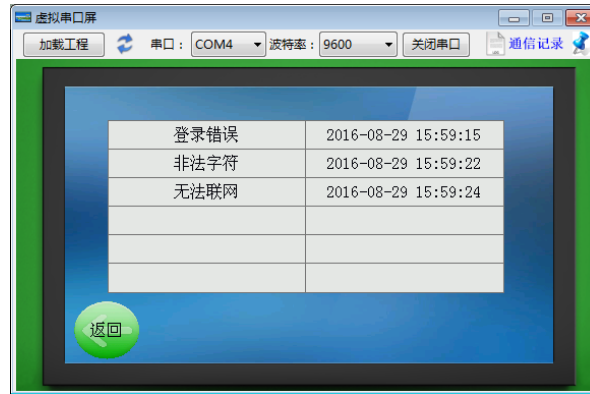 虚拟串口屏
加载工程 串口： COM4 波特率： 9600 关闭串口 通信记录
登录错误 2016-08-29 15:59:15
非法字符 2016-08-29 15:59:22
无法联网 2016-08-29 15:59:24
返回